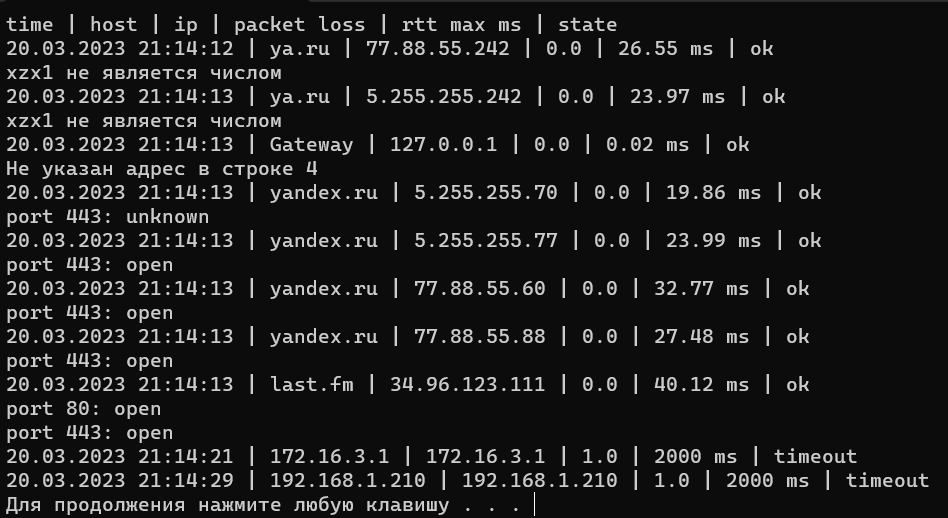 time | host | ip | packet loss | rtt max ms | state
20.03.2023 21:14:12 | ya.ru | 77.88.55.242 | 0.0 | 26.55 ms | ok
xzx1 не является числом
20.03.2023 21:14:13 | ya.ru | 5.255.255.242 | 0.0 | 23.97 ms | ok
xzx1 не является числом
20.03.2023 21:14:13 | Gateway | 127.0.0.1 | 0.0 | 0.02 ms | ok
Не указан адрес в строке 4
20.03.2023 21:14:13 | yandex.ru | 5.255.255.70 | 0.0 | 19.86 ms | ok
port 443: unknown
20.03.2023 21:14:13 | yandex.ru | 5.255.255.77 | 0.0 | 23.99 ms | ok
port 443: open
20.03.2023 21:14:13 | yandex.ru | 77.88.55.60 | 0.0 | 32.77 ms | ok
port 443: open
20.03.2023 21:14:13 | yandex.ru | 77.88.55.88 | 0.0 | 27.48 ms | ok
port 443: open
20.03.2023 21:14:13 | last.fm | 34.96.123.111 | 0.0 | 40.12 ms | ok
port 80: open
port 443: open
20.03.2023 21:14:21 | 172.16.3.1 | 172.16.3.1 | 1.0 | 2000 ms | timeout
20.03.2023 21:14:29 | 192.168.1.210 | 192.168.1.210 | 1.0 | 2000 ms | timeout
Для продолжения нажмите любую клавишу . . .